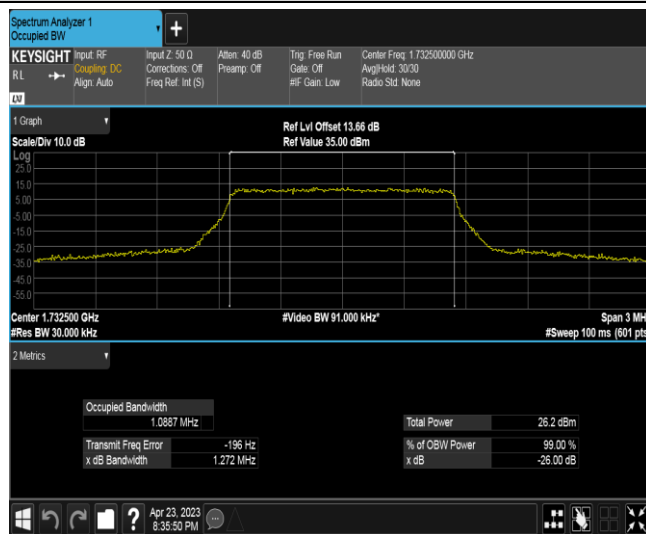 Spectrum Analyzer 1
Occupied BW
+
KEYSIGHT
RL
LXI
Input: RF
Coupling: DC
Align: Auto
Input Z: 50 Ω
Corrections: Off
Freq Ref: Int (S)
Atten: 40 dB
Preamp: Off
Trig: Free Run
Gate: Off
#IF Gain: Low
Center Freq: 1.732500000 GHz
Avg|Hold: 30/30
Radio Std: None
1 Graph
Scale/Div 10.0 dB
Ref Lvl Offset 13.66 dB
Ref Value 35.00 dBm
Log
25.0
15.0
5.00
-5.00
-15.0
-25.0
-35.0
-45.0
-55.0
Center 1.732500 GHz
#Res BW 30.000 kHz
#Video BW 91.000 kHz*
Span 3 MH
#Sweep 100 ms (601 pts
2 Metrics
Occupied Bandwidth
1.0887 MHz
Transmit Freq Error -196 Hz
x dB Bandwidth 1.272 MHz
Total Power 26.2 dBm
% of OBW Power 99.00 %
x dB -26.00 dB
?
Apr 23, 2023
8:35:50 PM